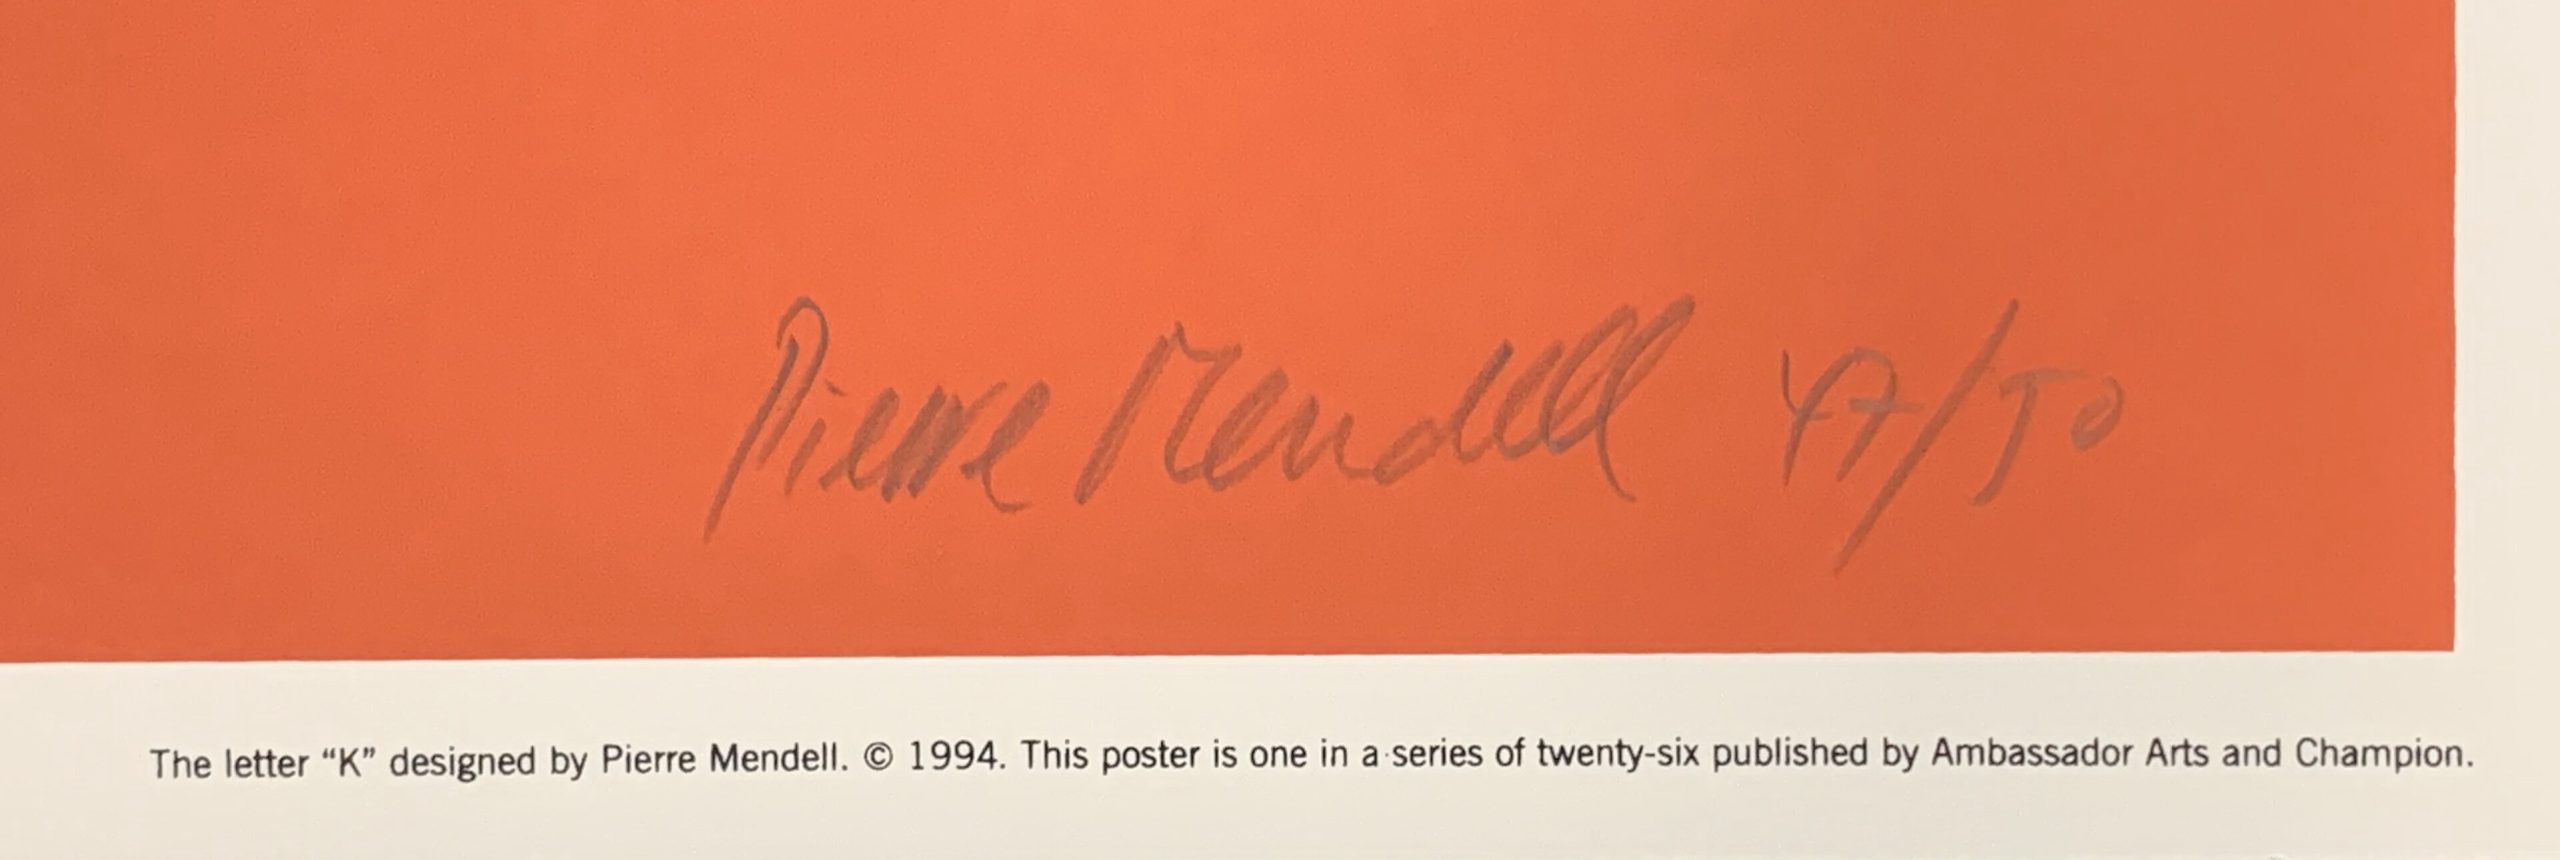 Pierre Mendell 47/50
The letter “K” designed by Pierre Mendell. © 1994. This poster is one in a series of twenty-six published by Ambassador Arts and Champion.